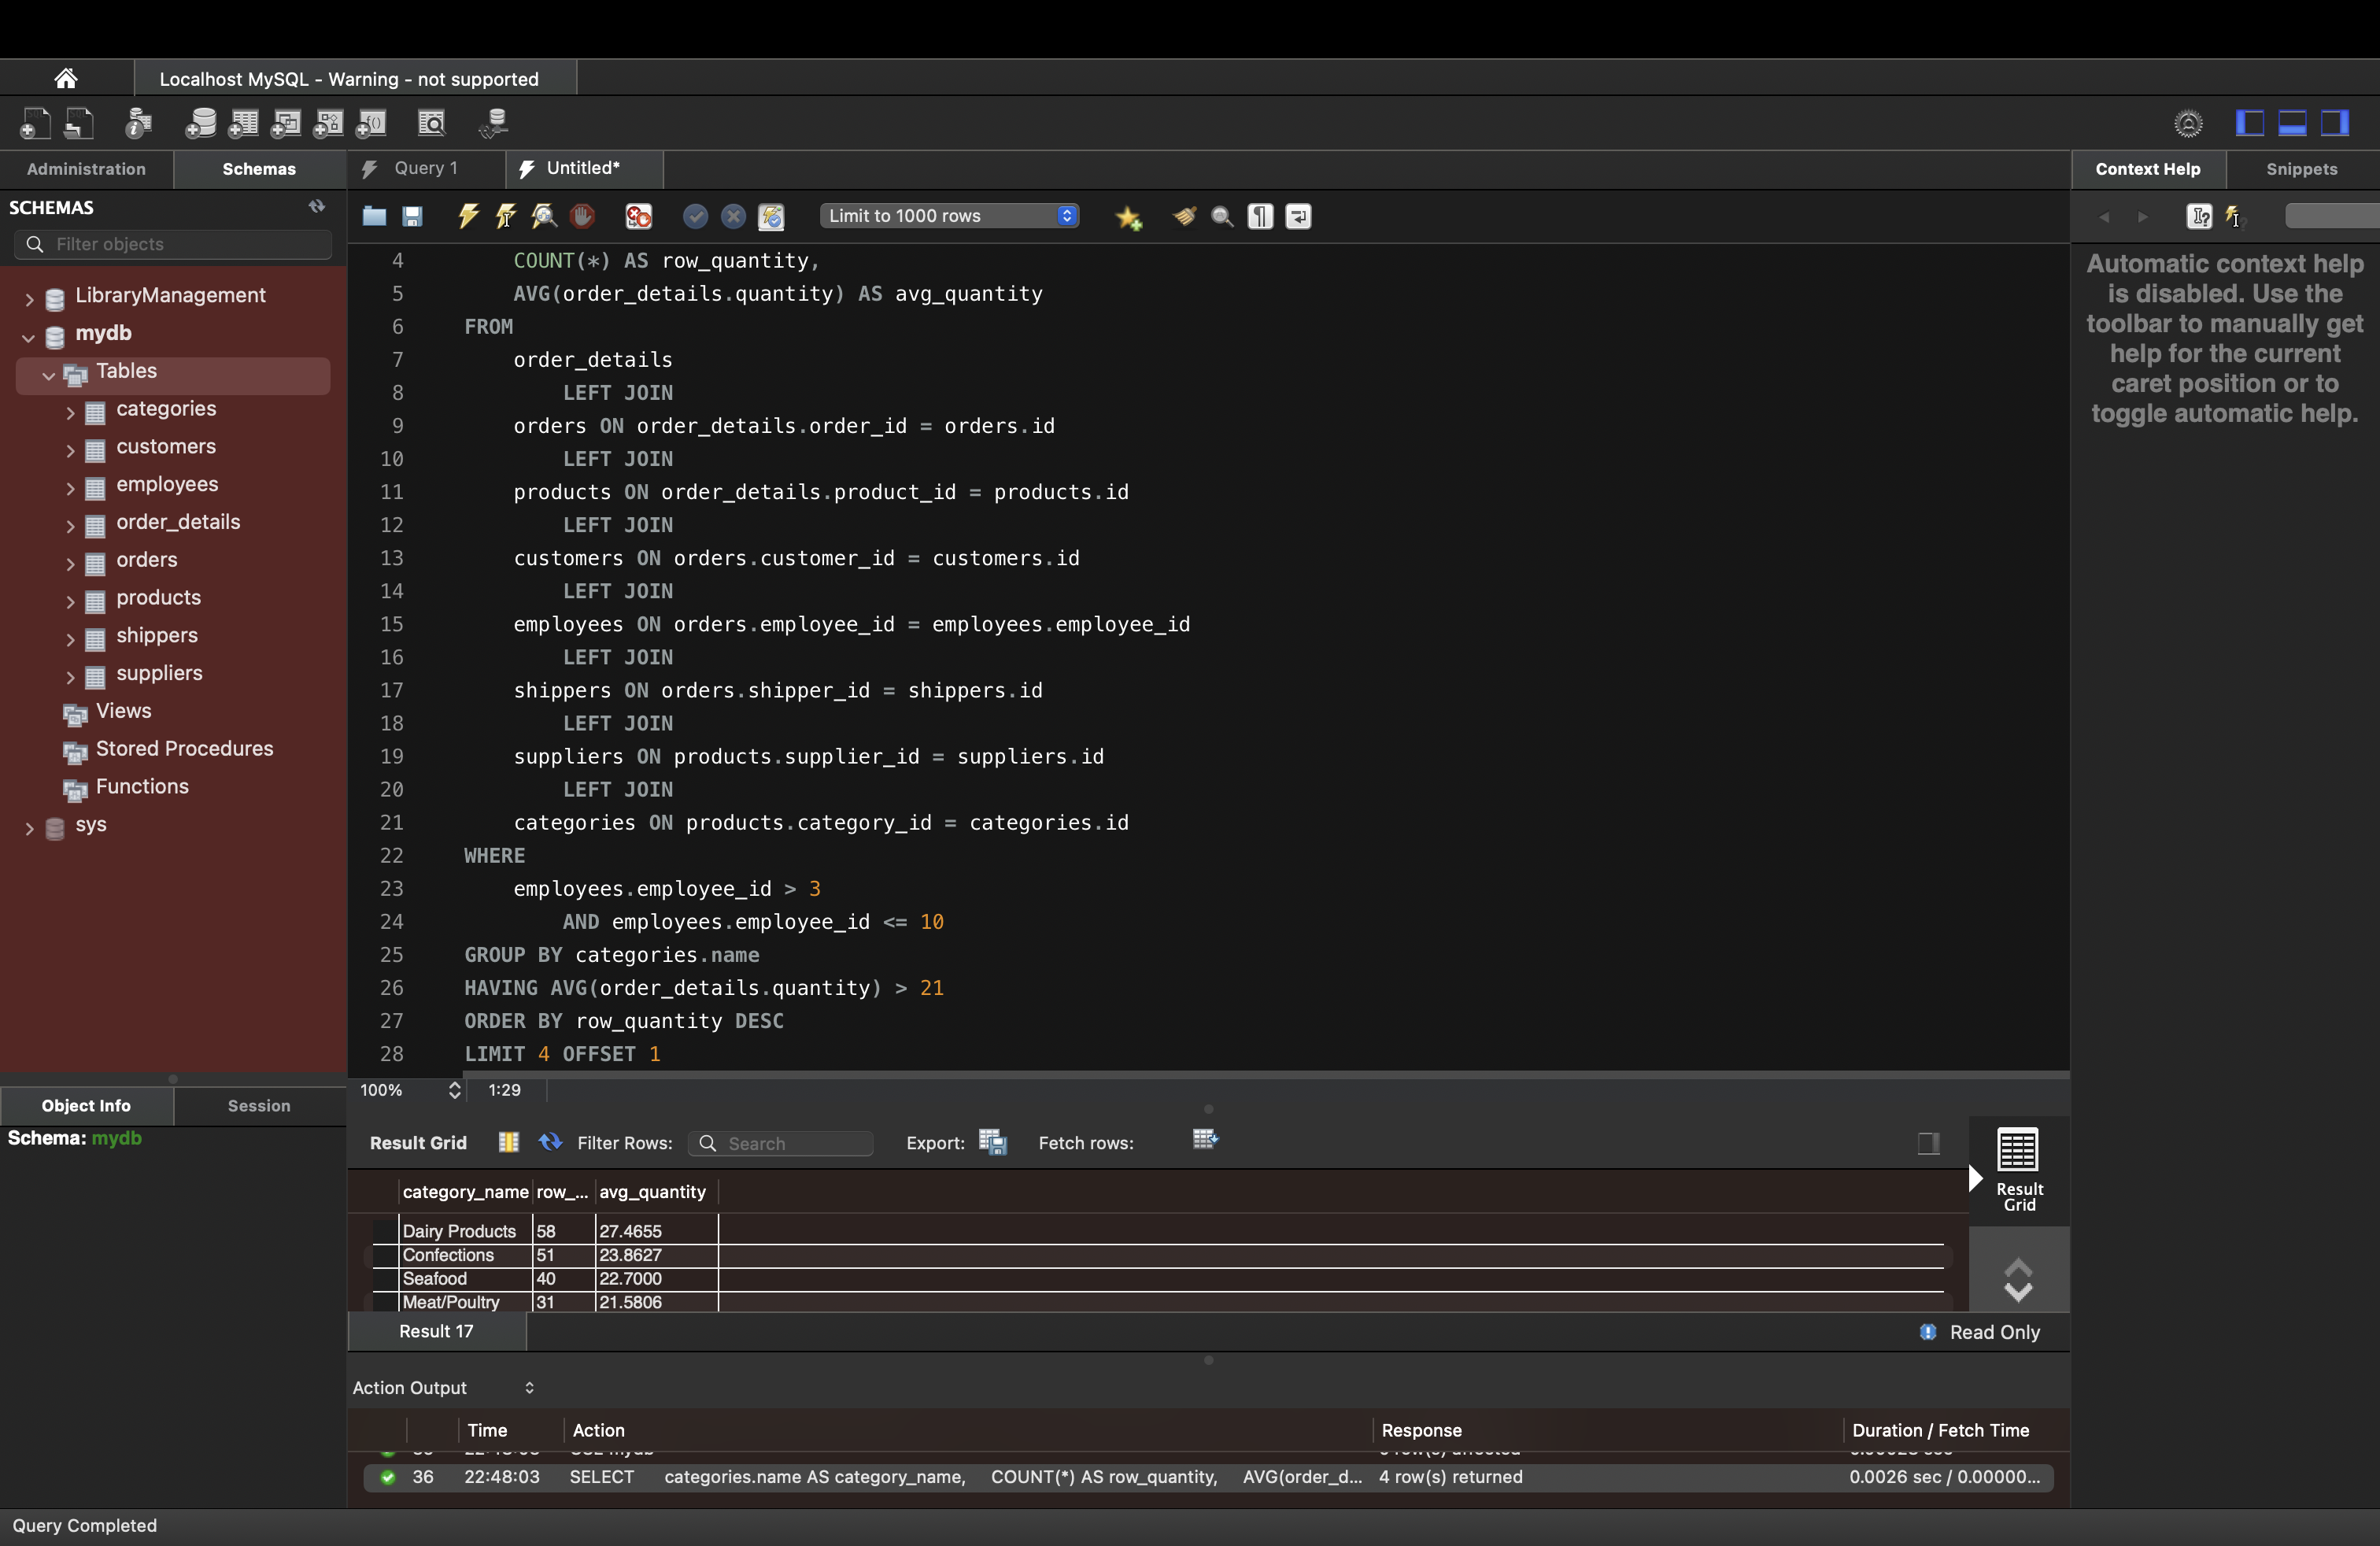 Localhost MySQL - Warning - not supported
Administration
Schemas
Query 1
Untitled*
Context Help
Snippets
SCHEMAS
Filter objects
Limit to 1000 rows
LibraryManagement
mydb
Tables
categories
customers
employees
order_details
orders
products
shippers
suppliers
Views
Stored Procedures
Functions
sys
Object Info
Session
Schema: mydb
4 COUNT(*) AS row_quantity,
5 AVG(order_details.quantity) AS avg_quantity
6 FROM
7 order_details
8 LEFT JOIN
9 orders ON order_details.order_id = orders.id
10 LEFT JOIN
11 products ON order_details.product_id = products.id
12 LEFT JOIN
13 customers ON orders.customer_id = customers.id
14 LEFT JOIN
15 employees ON orders.employee_id = employees.employee_id
16 LEFT JOIN
17 shippers ON orders.shipper_id = shippers.id
18 LEFT JOIN
19 suppliers ON products.supplier_id = suppliers.id
20 LEFT JOIN
21 categories ON products.category_id = categories.id
22 WHERE
23 employees.employee_id > 3
24 AND employees.employee_id <= 10
25 GROUP BY categories.name
26 HAVING AVG(order_details.quantity) > 21
27 ORDER BY row_quantity DESC
28 LIMIT 4 OFFSET 1
100% 1:29
Automatic context help
is disabled. Use the
toolbar to manually get
help for the current
caret position or to
toggle automatic help.
Result Grid Filter Rows: Search Export: Fetch rows:
category_name row_... avg_quantity
Dairy Products 58 27.4655
Confections 51 23.8627
Seafood 40 22.7000
Meat/Poultry 31 21.5806
Result
Grid
Result 17
Read Only
Action Output
Time Action Response Duration / Fetch Time
36 22:48:03 SELECT categories.name AS category_name, COUNT(*) AS row_quantity, AVG(order_d... 4 row(s) returned 0.0026 sec / 0.00000...
Query Completed